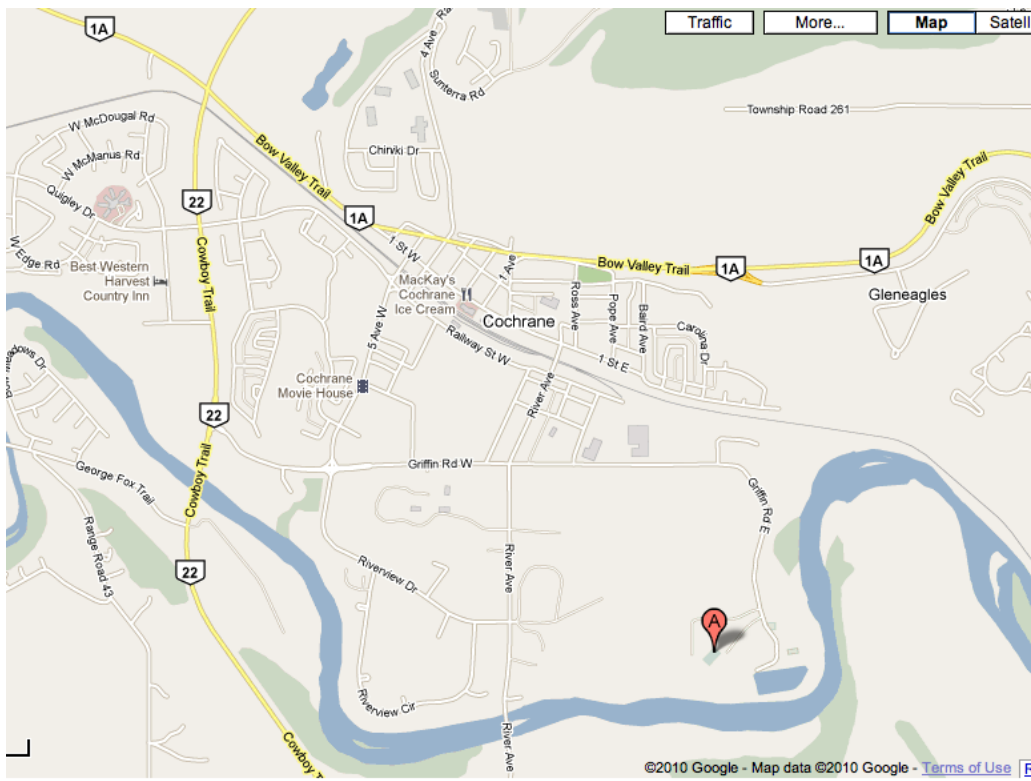 Traffic
More...
Map
Satell
1A
4 Ave
Sunterra Rd
Township Road 261
W McDougal Rd
Bow Valley Trail
Chiniki Dr
W McManus Rd
Quigley Dr
22
1A
Bow Valley Trail
Cowboy Trail
1 St W
1 Ave
Bow Valley Trail
1A
1A
W Edge Rd
Best Western
Harvest
Country Inn
MacKay's
Cochrane
Ice Cream
Gleneagles
Ross Ave
Pope Ave
Baird Ave
Cochrane
Carolina Dr
5 Ave W
Railway St W
1 St E
Cochrane
Movie House
River Ave
22
Griffin Rd W
George Fox Trail
Cowboy Trail
Griffin Rd E
Range Road 43
22
Riverview Dr
River Ave
A
Riverview Cir
River Ave
Cowboy Tr
©2010 Google - Map data ©2010 Google - Terms of Use